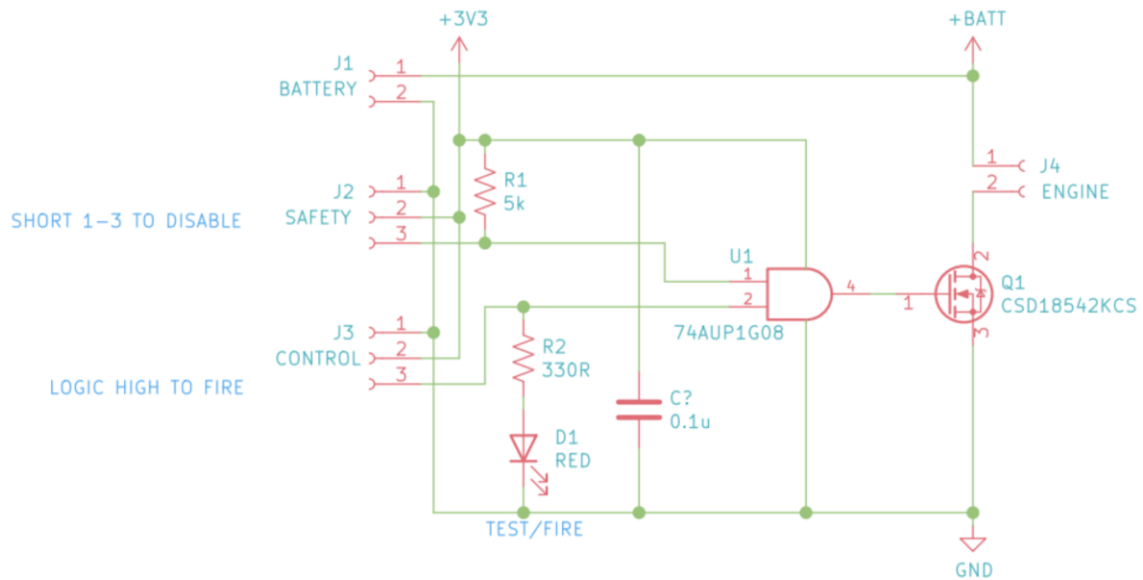 +3V3
+BATT
J1
BATTERY
1
2
J2
SAFETY
1
2
3
SHORT 1-3 TO DISABLE
R1
5k
1
2
J4
ENGINE
U1
1
2
4
74AUP1G08
2
1
3
Q1
CSD18542KCS
J3
CONTROL
1
2
3
LOGIC HIGH TO FIRE
R2
330R
C?
0.1u
D1
RED
TEST/FIRE
GND